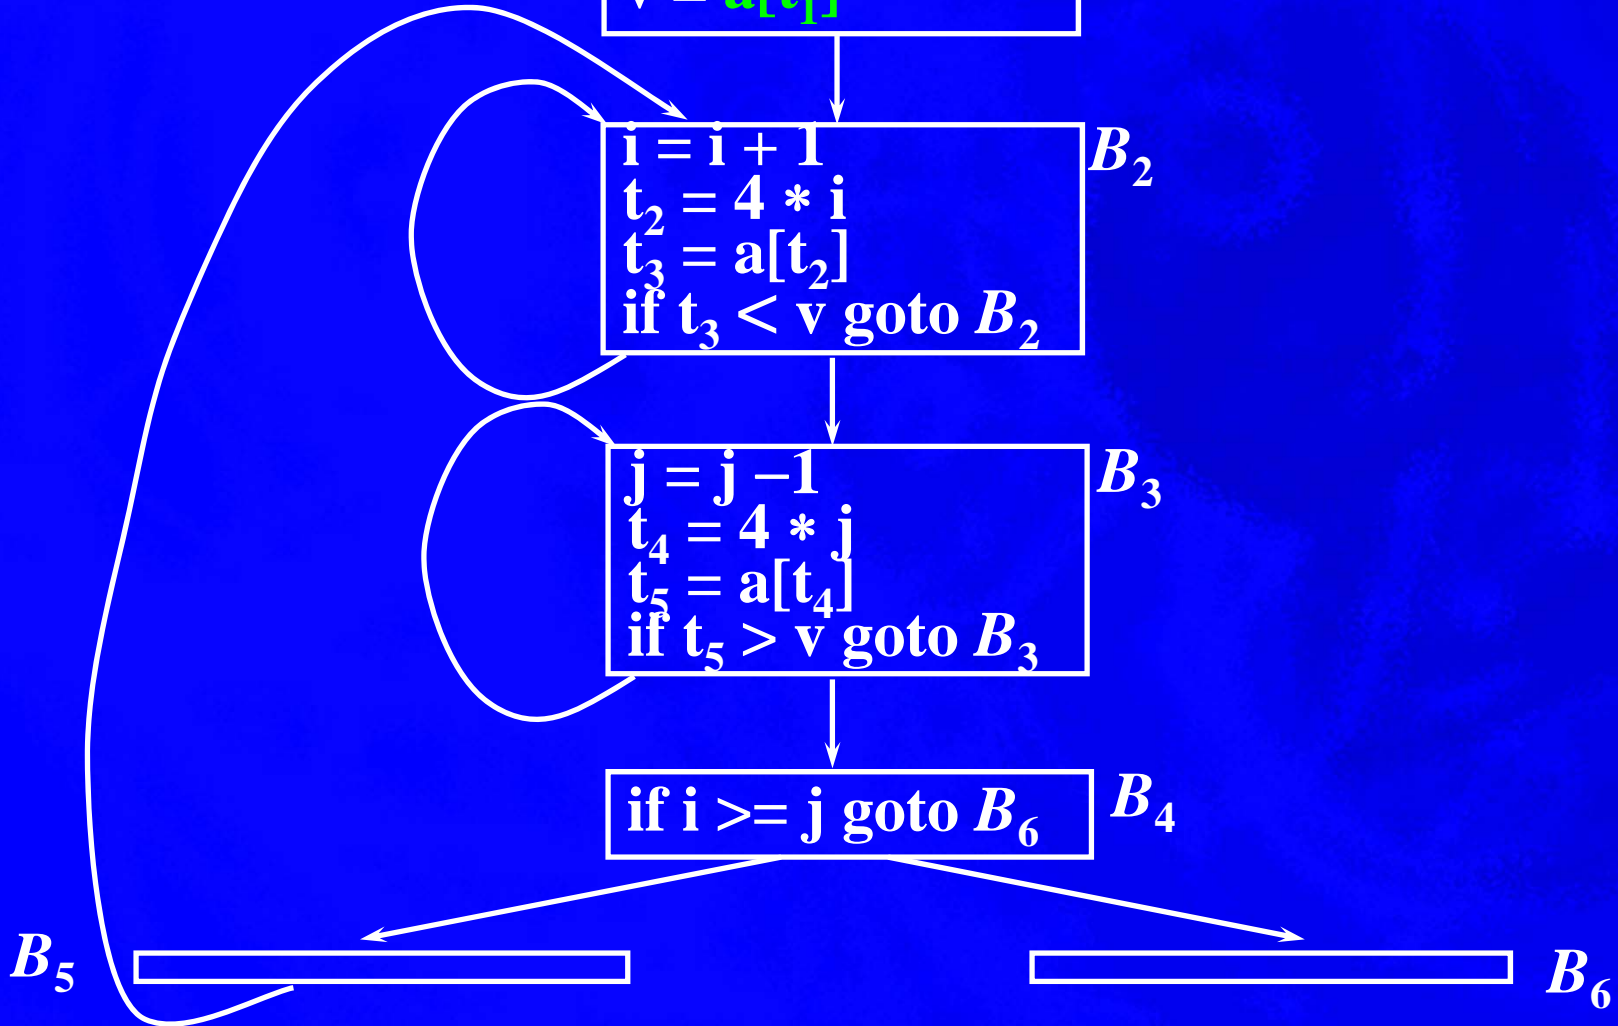 v = a[t₁]
i = i + 1
t₂ = 4 * i
t₃ = a[t₂]
if t₃ < v goto B₂
B₂
j = j –1
t₄ = 4 * j
t₅ = a[t₄]
if t₅ > v goto B₃
B₃
if i >= j goto B₆
B₄
B₅
B₆